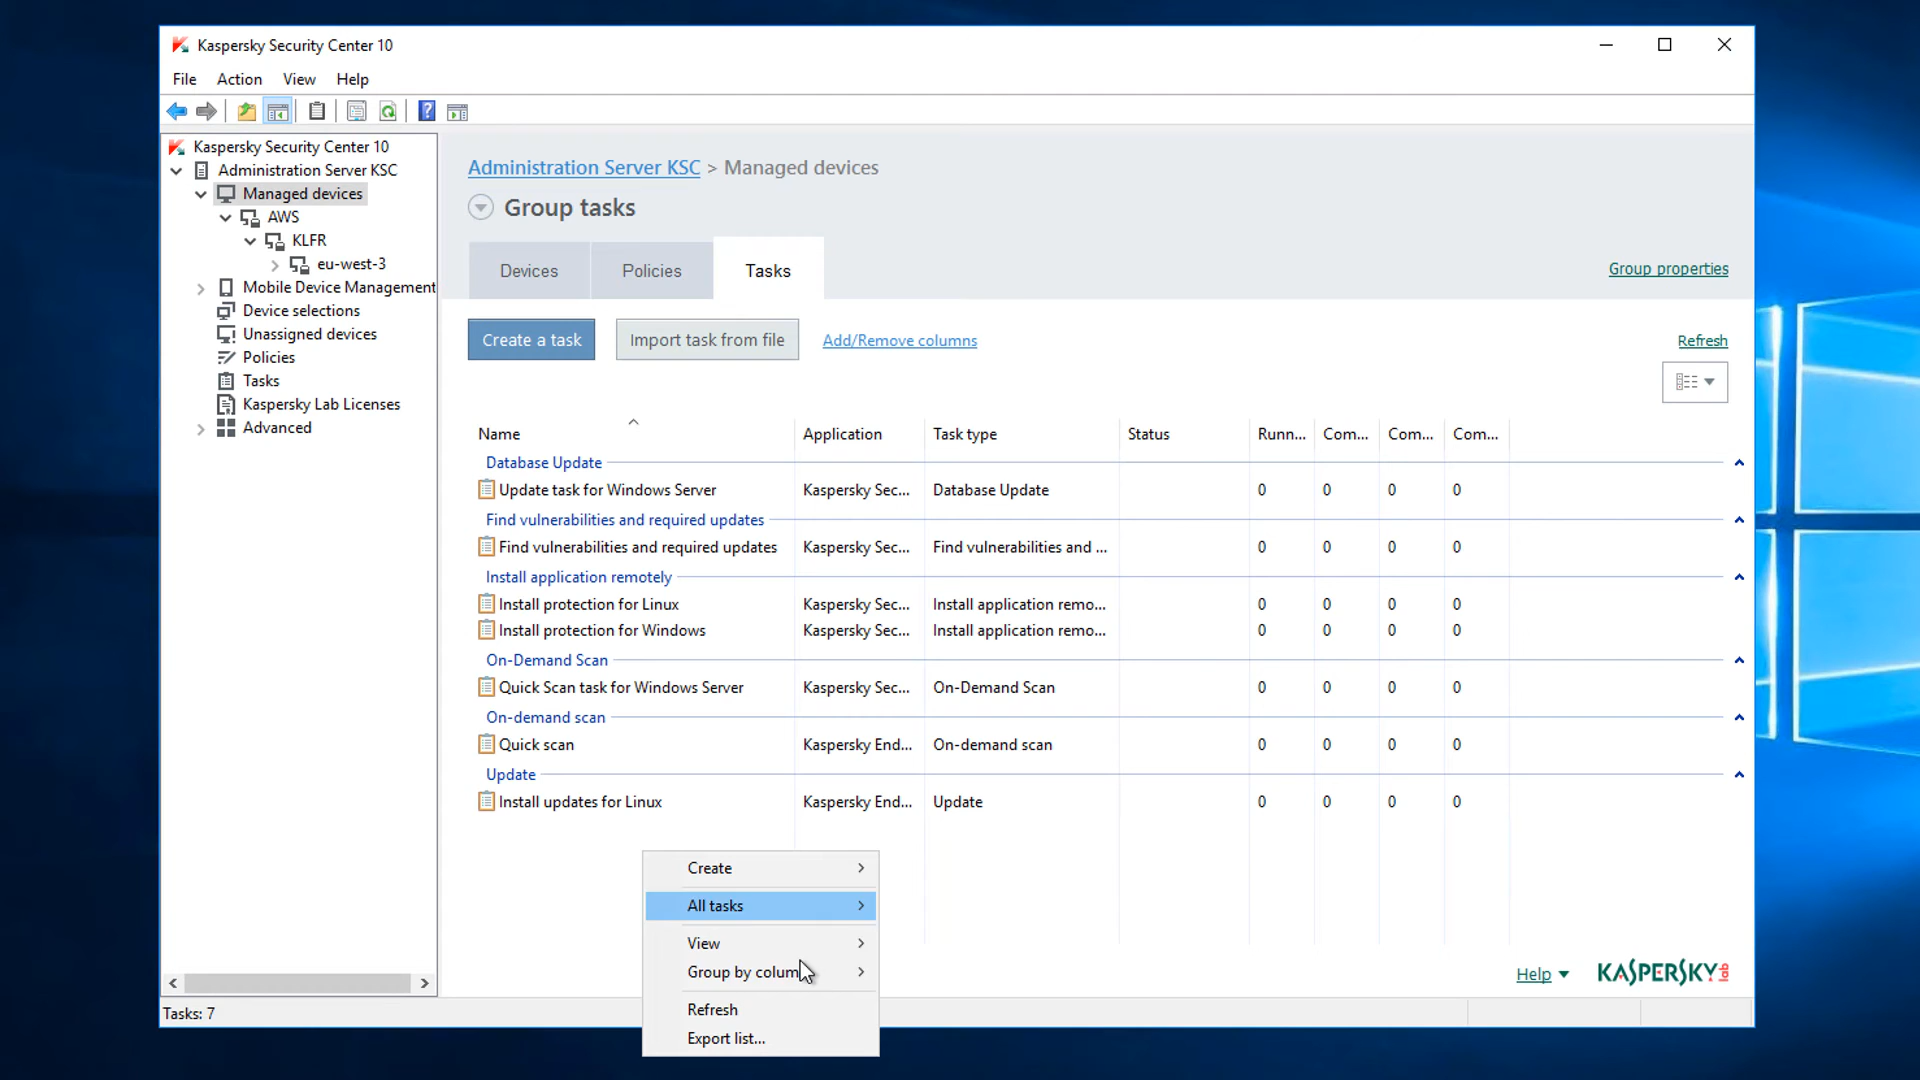 Kaspersky Security Center 10
File Action View Help
Kaspersky Security Center 10
Administration Server KSC
Managed devices
AWS
KLFR
eu-west-3
Mobile Device Management
Device selections
Unassigned devices
Policies
Tasks
Kaspersky Lab Licenses
Advanced
Administration Server KSC > Managed devices
Group tasks
Devices Policies Tasks
Group properties
Create a task Import task from file Add/Remove columns Refresh
Name Application Task type Status Runn... Com... Com... Com...
Database Update
Update task for Windows Server Kaspersky Sec... Database Update 0 0 0 0
Find vulnerabilities and required updates
Find vulnerabilities and required updates Kaspersky Sec... Find vulnerabilities and ... 0 0 0 0
Install application remotely
Install protection for Linux Kaspersky Sec... Install application remo... 0 0 0 0
Install protection for Windows Kaspersky Sec... Install application remo... 0 0 0 0
On-Demand Scan
Quick Scan task for Windows Server Kaspersky Sec... On-Demand Scan 0 0 0 0
On-demand scan
Quick scan Kaspersky End... On-demand scan 0 0 0 0
Update
Install updates for Linux Kaspersky End... Update 0 0 0 0
Create
All tasks
View
Group by colum
Refresh
Export list...
Help
KASPERSKY lab
Tasks: 7